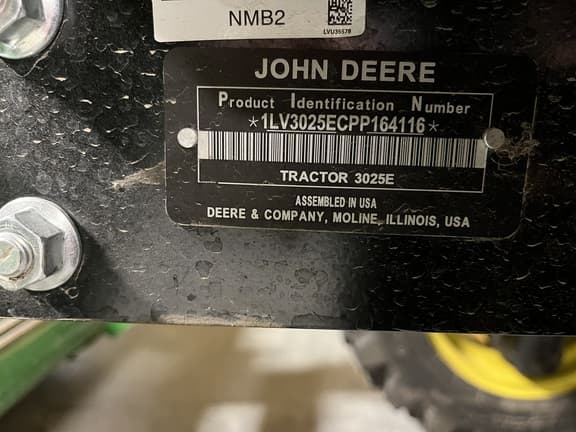 NMB2
LVU35578
JOHN DEERE
Product Identification Number
*1LV3025ECPP164116*
TRACTOR 3025E
ASSEMBLED IN USA
DEERE & COMPANY, MOLINE, ILLINOIS, USA